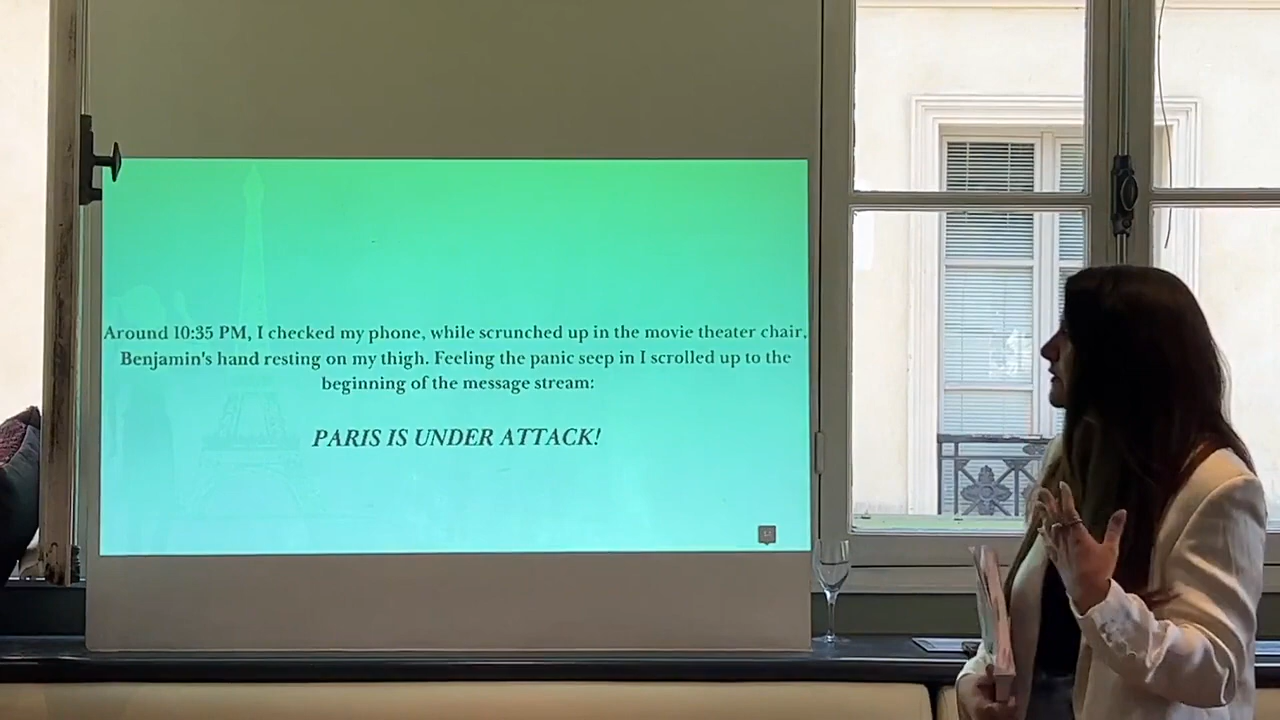 Around 10:35 PM, I checked my phone, while scrunched up in the movie theater chair,
Benjamin's hand resting on my thigh. Feeling the panic seep in I scrolled up to the
beginning of the message stream:
PARIS IS UNDER ATTACK!